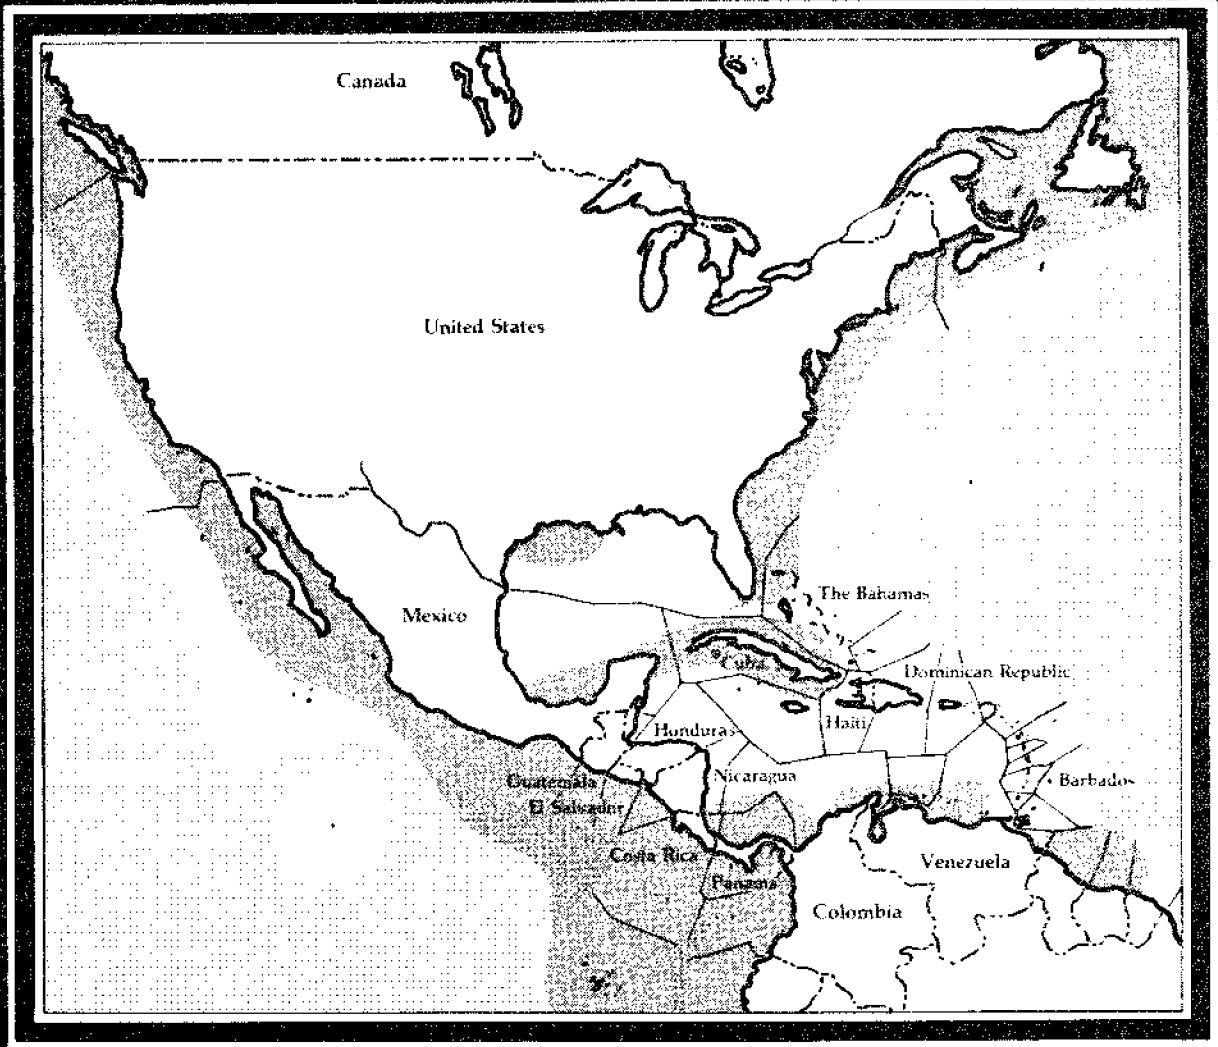 Canada
United States
Mexico
The Bahamas
Cuba
Dominican Republic
Haiti
Honduras
Nicaragua
Guatemala
El Salvador
Barbados
Costa Rica
Panama
Venezuela
Colombia